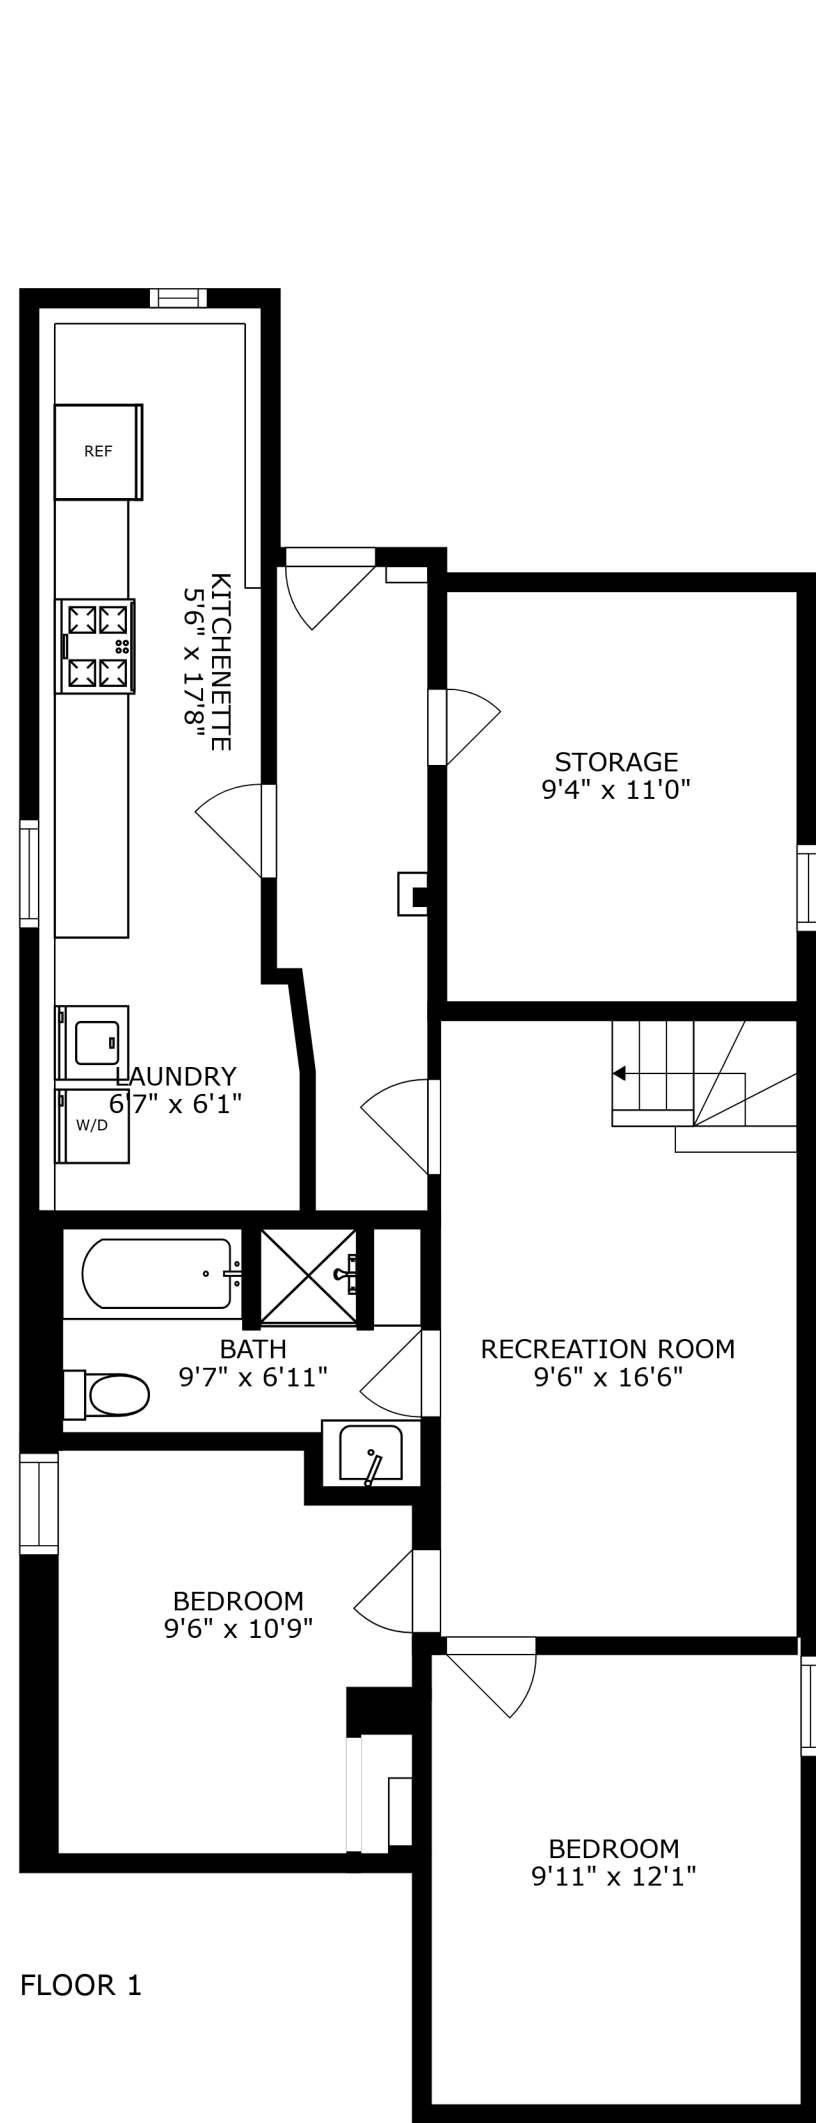 REF
KITCHENETTE
5'6" x 17'8"
STORAGE
9'4" x 11'0"
LAUNDRY
6'7" x 6'1"
W/D
BATH
9'7" x 6'11"
RECREATION ROOM
9'6" x 16'6"
BEDROOM
9'6" x 10'9"
BEDROOM
9'11" x 12'1"
FLOOR 1